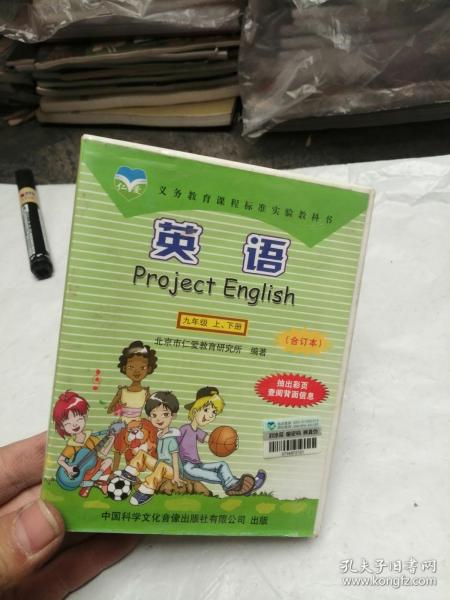 仁爱
义务教育课程标准实验教科书
英语
Project English
九年级 上、下册
(合订本)
北京市仁爱教育研究所 编著
抽出彩页
查阅背面信息
中国科学文化音像出版社有限公司 出版
孔夫子旧书网
www.kongfz.com